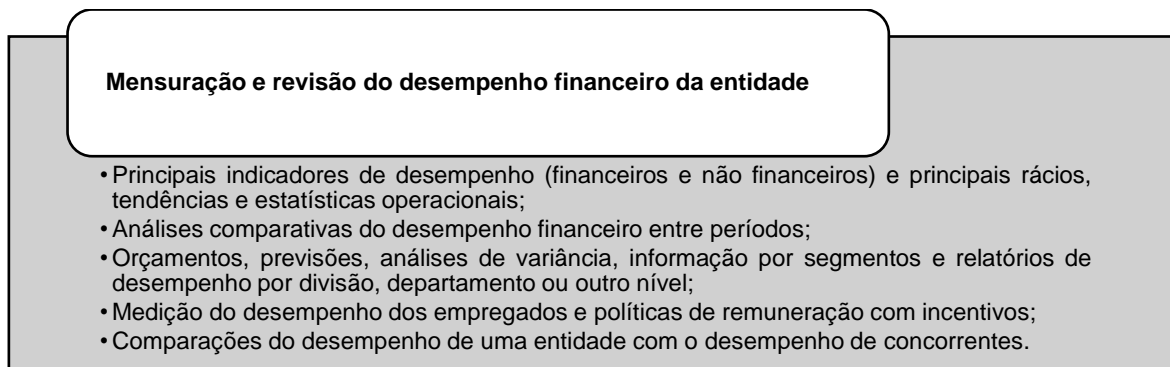 Mensuração e revisão do desempenho financeiro da entidade
• Principais indicadores de desempenho (financeiros e não financeiros) e principais rácios,
tendências e estatísticas operacionais;
• Análises comparativas do desempenho financeiro entre períodos;
• Orçamentos, previsões, análises de variância, informação por segmentos e relatórios de
desempenho por divisão, departamento ou outro nível;
• Medição do desempenho dos empregados e políticas de remuneração com incentivos;
• Comparações do desempenho de uma entidade com o desempenho de concorrentes.